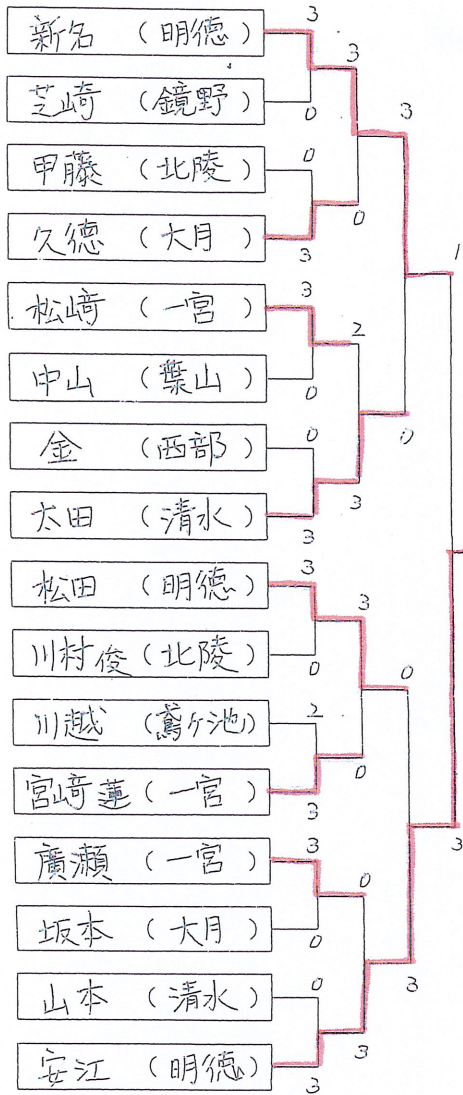 新名 (明徳)
芝崎 (鏡野)
甲藤 (北陵)
久徳 (大月)
松﨑 (一宮)
中山 (葉山)
金 (西部)
太田 (清水)
松田 (明徳)
川村俊 (北陵)
川越 (鳶ケ池)
宮﨑蓮 (一宮)
廣瀬 (一宮)
坂本 (大月)
山本 (清水)
安江 (明徳)
3
0
0
3
3
0
0
3
3
0
2
3
3
0
0
3
3
0
2
3
3
0
0
3
3
0
0
3
1
3